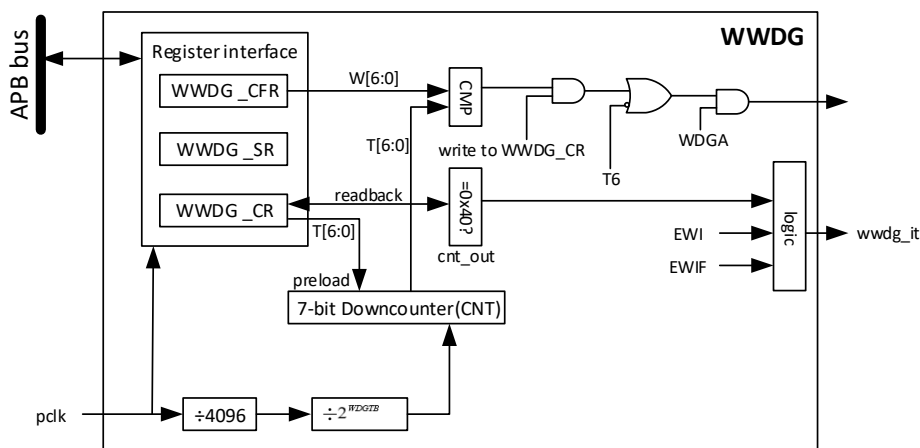 WWDG
APB bus
Register interface
WWDG _CFR
W[6:0]
CMP
WWDG _SR
T[6:0]
write to WWDG_CR
WDGA
T6
WWDG _CR
readback
=0x40?
cnt_out
T[6:0]
logic
EWI
wwdg_it
EWIF
preload
7-bit Downcounter(CNT)
pclk
÷4096
÷2^WDGTB